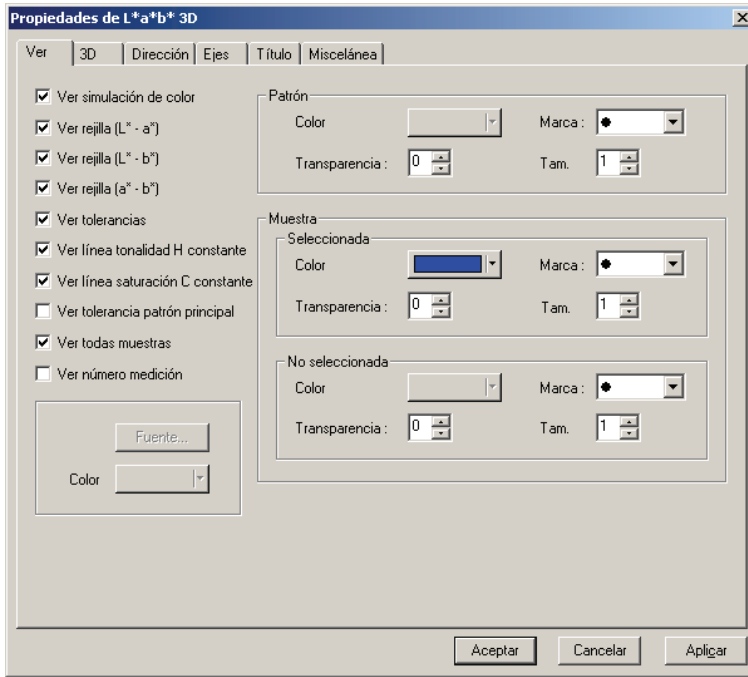 Propiedades de L*a*b* 3D
Ver 3D Dirección Ejes Título Miscelánea
Ver simulación de color
Ver rejilla (L* - a*)
Ver rejilla (L* - b*)
Ver rejilla (a* - b*)
Ver tolerancias
Ver línea tonalidad H constante
Ver línea saturación C constante
Ver tolerancia patrón principal
Ver todas muestras
Ver número medición
Fuente...
Color
Patrón
Color Marca :
Transparencia : 0 Tam. 1
Muestra
Seleccionada
Color Marca :
Transparencia : 0 Tam. 1
No seleccionada
Color Marca :
Transparencia : 0 Tam. 1
Aceptar Cancelar Aplicar